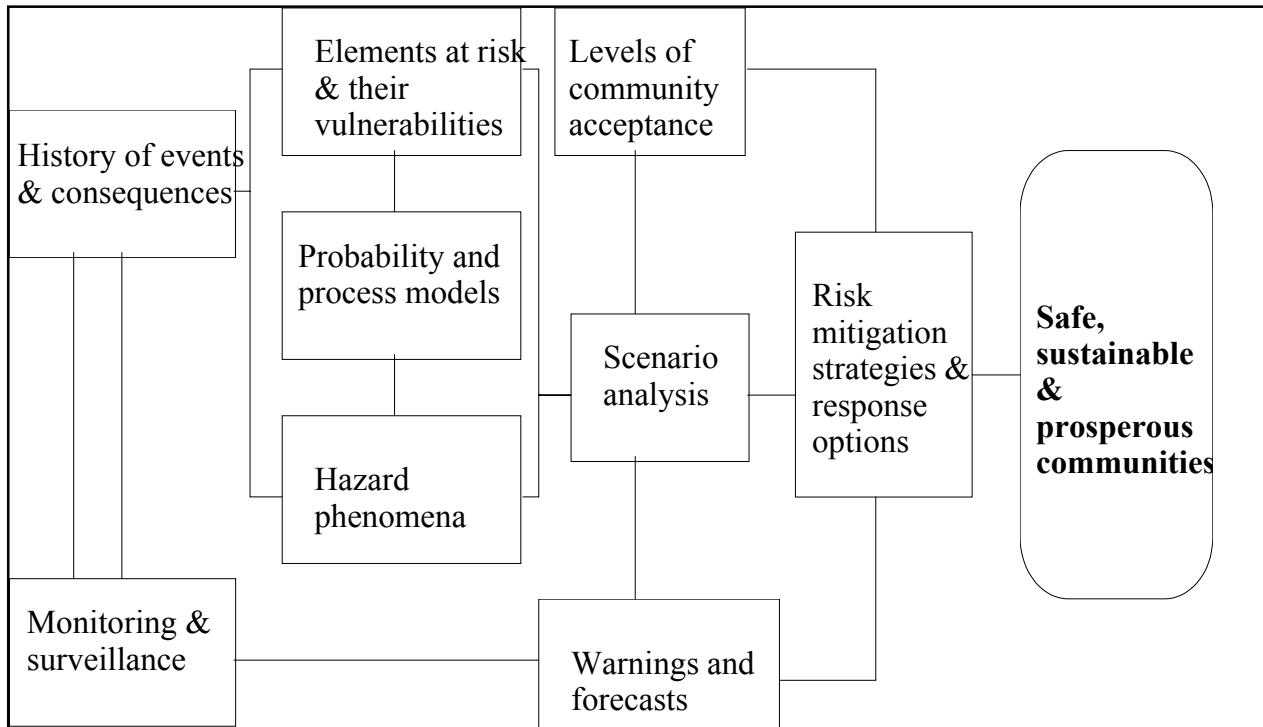 Elements at risk
& their
vulnerabilities
Levels of
community
acceptance
History of events
& consequences
Probability and
process models
Hazard
phenomena
Scenario
analysis
Risk
mitigation
strategies &
response
options
Safe,
sustainable
&
prosperous
communities
Monitoring &
surveillance
Warnings and
forecasts